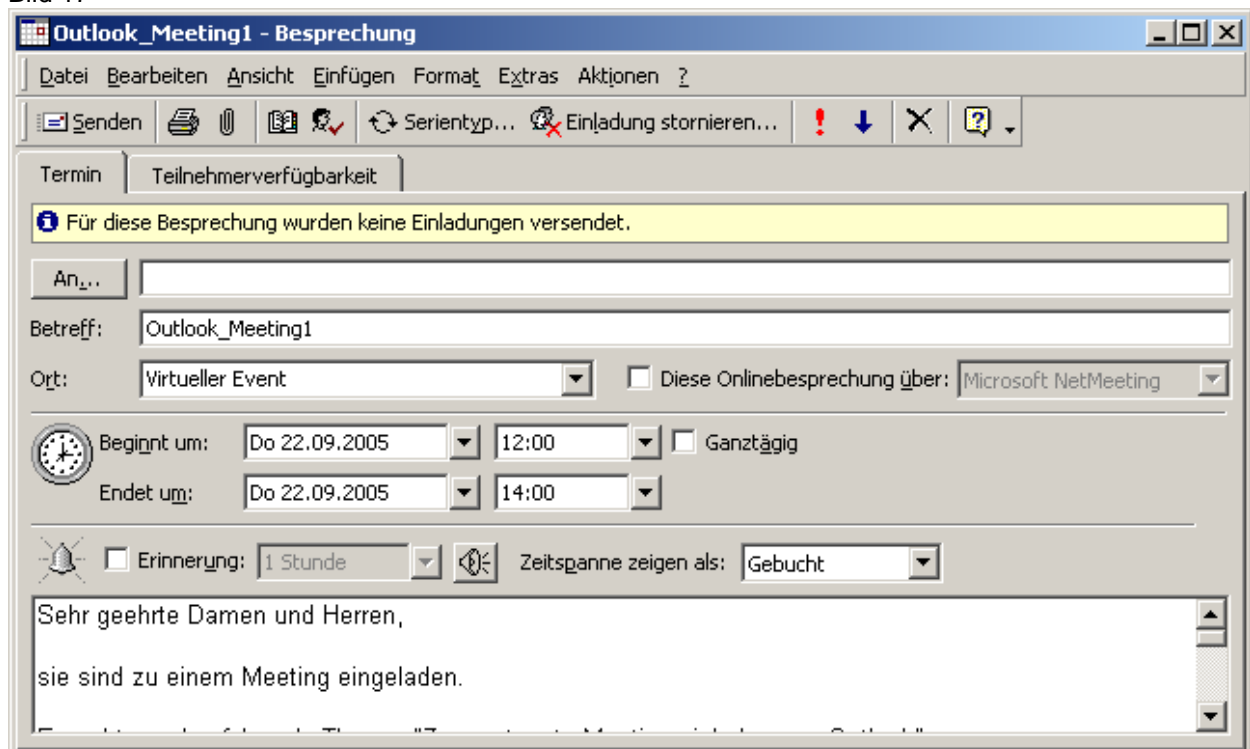 Outlook_Meeting1 - Besprechung
Datei Bearbeiten Ansicht Einfügen Format Extras Aktionen ?
Senden Serientyp... Einladung stornieren...
Termin Teilnehmerverfügbarkeit
Für diese Besprechung wurden keine Einladungen versendet.
An...
Betreff: Outlook_Meeting1
Ort: Virtueller Event Diese Onlinebesprechung über: Microsoft NetMeeting
Beginnt um: Do 22.09.2005 12:00 Ganztägig
Endet um: Do 22.09.2005 14:00
Erinnerung: 1 Stunde Zeitspanne zeigen als: Gebucht
Sehr geehrte Damen und Herren,
sie sind zu einem Meeting eingeladen.